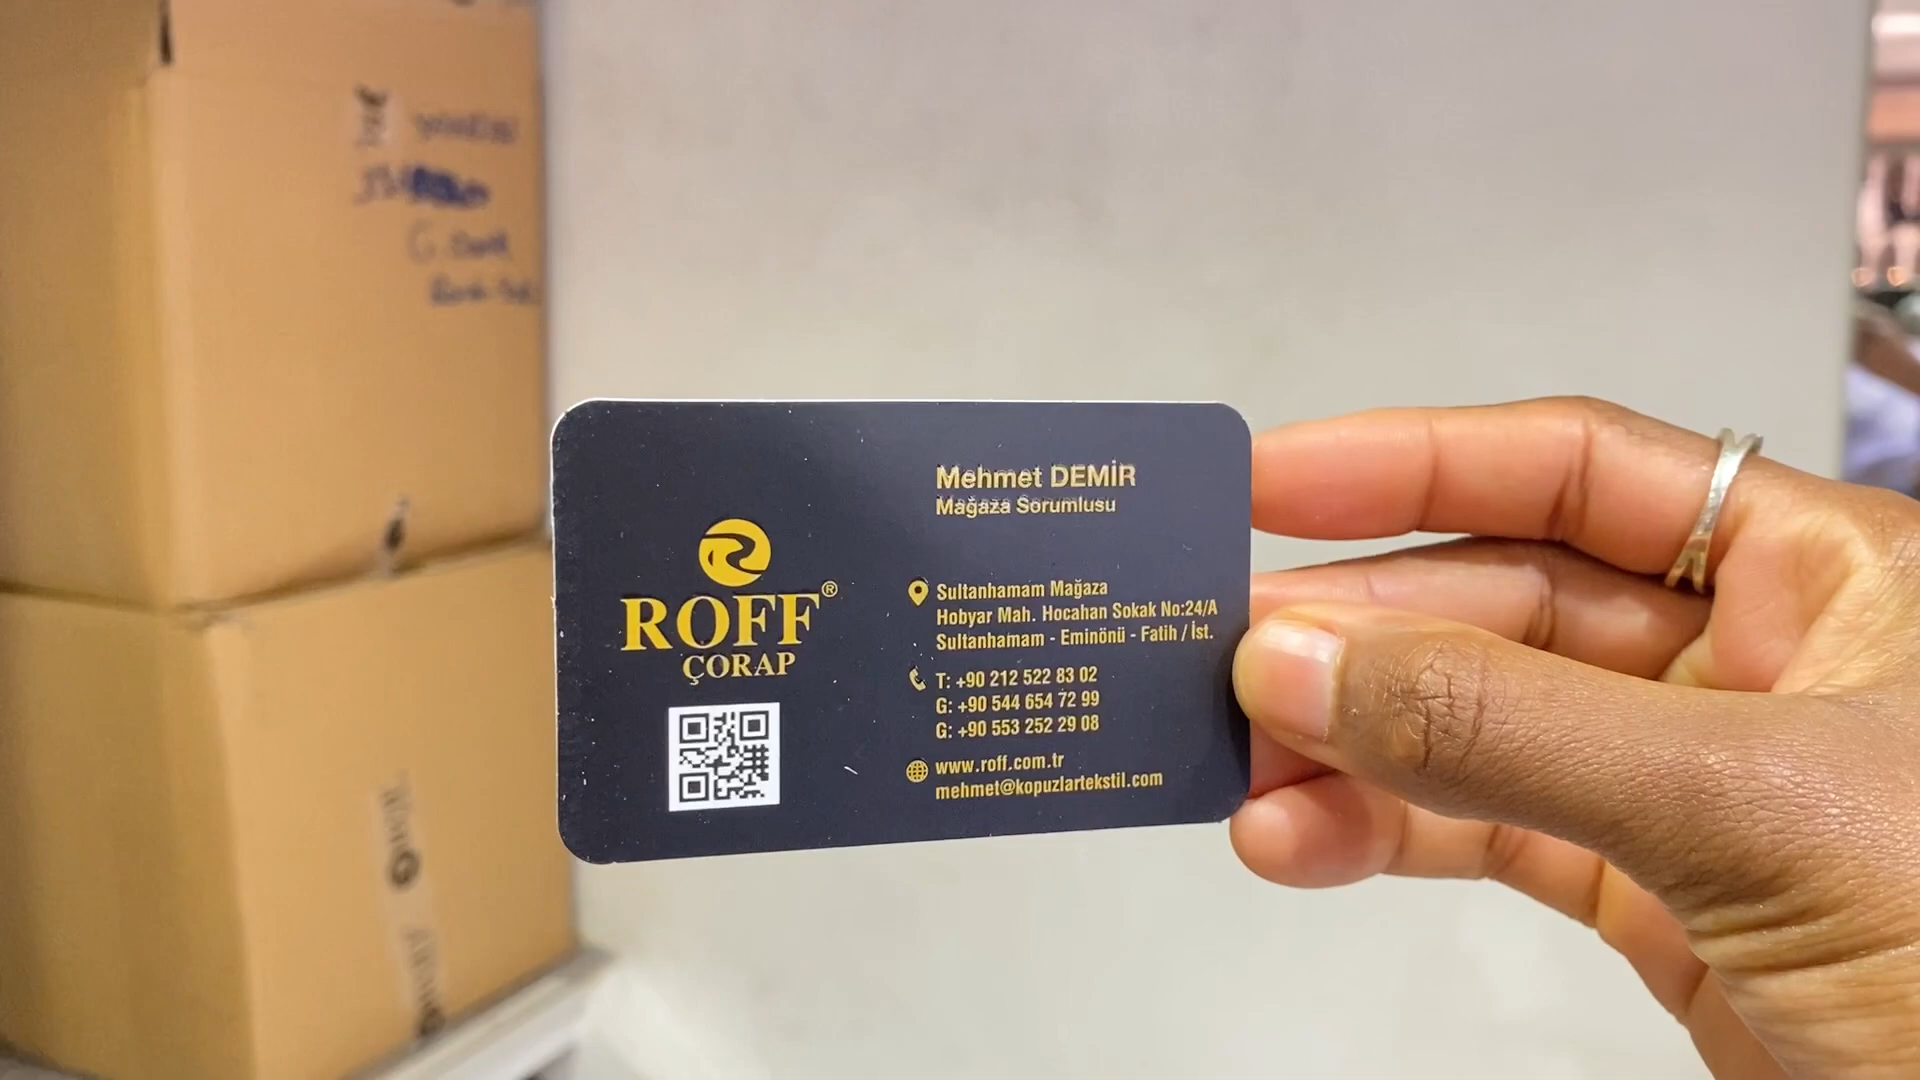 Mehmet DEMİR
Mağaza Sorumlusu
ROFF®
ÇORAP
Sultanhamam Mağaza
Hobyar Mah. Hocahan Sokak No:24/A
Sultanhamam - Eminönü - Fatih / İst.
T: +90 212 522 83 02
G: +90 544 654 72 99
G: +90 553 252 29 08
www.roff.com.tr
mehmet@kopuzlartekstil.com